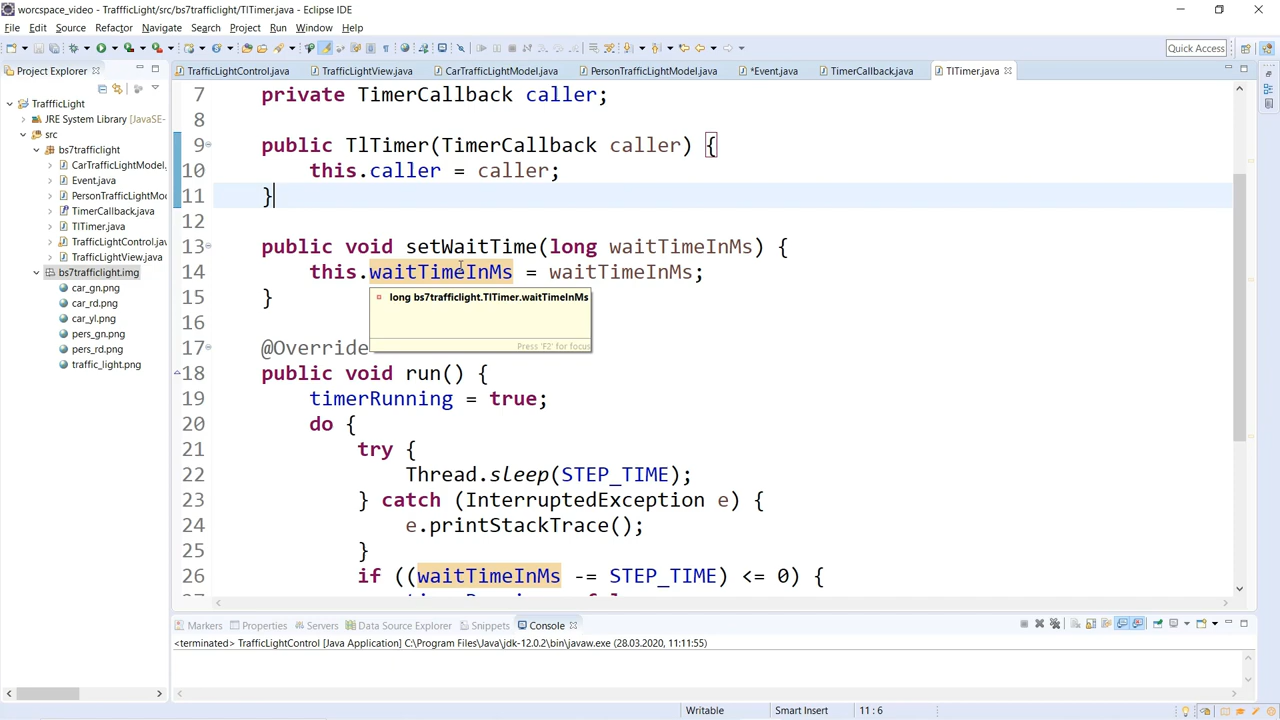 worcspace_video - TraffficLight/src/bs7trafficlight/TlTimer.java - Eclipse IDE
File Edit Source Refactor Navigate Search Project Run Window Help
Quick Access
Project Explorer
TrafficLightControl.java TrafficLightView.java CarTrafficLightModel.java PersonTrafficLightModel.java *Event.java TimerCallback.java TlTimer.java
TraffficLight
JRE System Library [JavaSE-
src
bs7trafficlight
CarTrafficLightModel.
Event.java
PersonTrafficLightMo
TimerCallback.java
TlTimer.java
TrafficLightControl.jav
TrafficLightView.java
bs7trafficlight.img
car_gn.png
car_rd.png
car_yl.png
pers_gn.png
pers_rd.png
traffic_light.png
7 private TimerCallback caller;
8
9 public TlTimer(TimerCallback caller) {
10 this.caller = caller;
11 }
12
13 public void setWaitTime(long waitTimeInMs) {
14 this.waitTimeInMs = waitTimeInMs;
15 }
long bs7trafficlight.TlTimer.waitTimeInMs
Press 'F2' for focus
16
17 @Override
18 public void run() {
19 timerRunning = true;
20 do {
21 try {
22 Thread.sleep(STEP_TIME);
23 } catch (InterruptedException e) {
24 e.printStackTrace();
25 }
26 if ((waitTimeInMs -= STEP_TIME) <= 0) {
Markers Properties Servers Data Source Explorer Snippets Console
<terminated> TrafficLightControl [Java Application] C:\Program Files\Java\jdk-12.0.2\bin\javaw.exe (28.03.2020, 11:11:55)
Writable Smart Insert 11 : 6